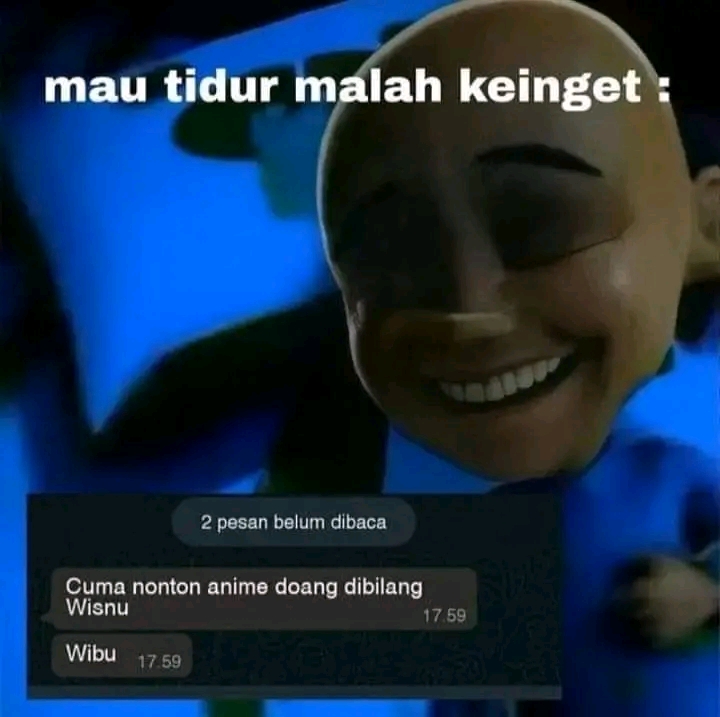 mau tidur malah keinget :
2 pesan belum dibaca
Cuma nonton anime doang dibilang
Wisnu
17.59
Wibu 17.59